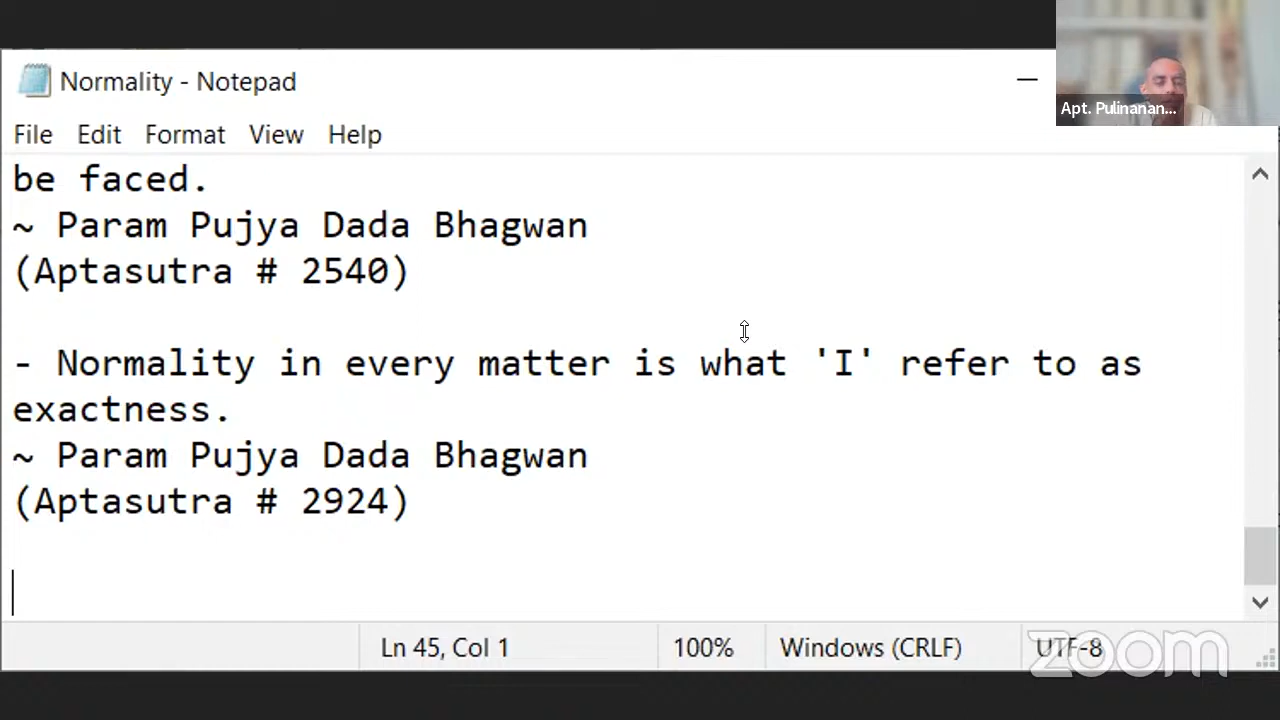 Normality - Notepad
Apt. Pulinanan...
File Edit Format View Help
be faced.
~ Param Pujya Dada Bhagwan
(Aptasutra # 2540)
- Normality in every matter is what 'I' refer to as
exactness.
~ Param Pujya Dada Bhagwan
(Aptasutra # 2924)
Ln 45, Col 1 100% Windows (CRLF) UTF-8
zoom